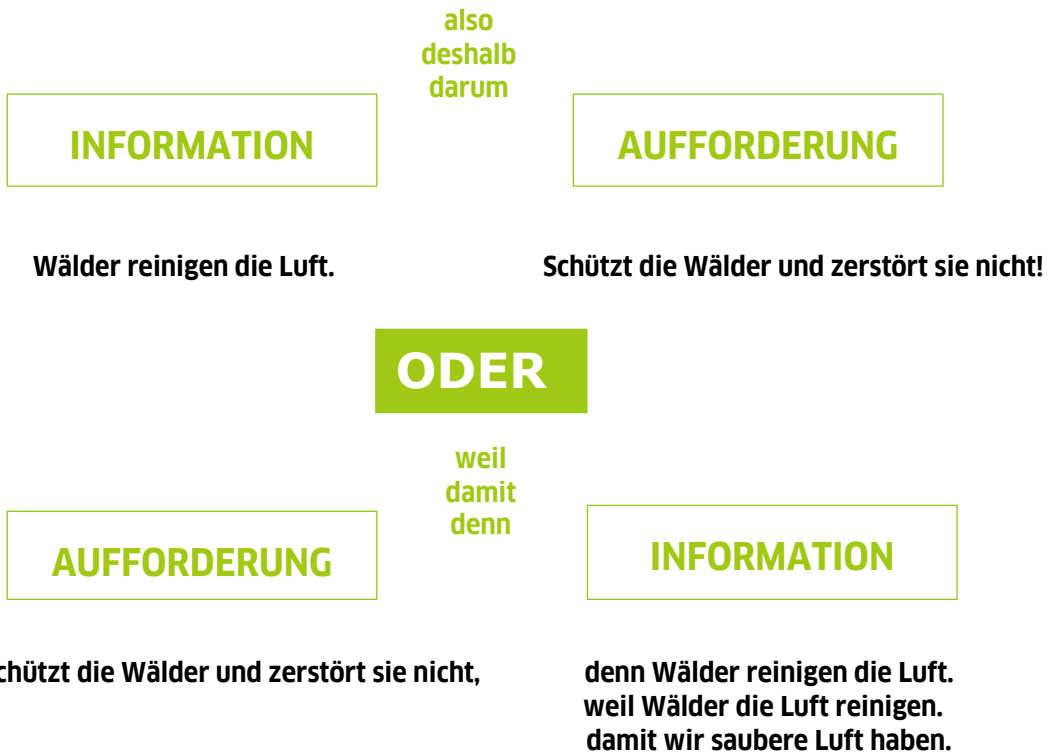 also
deshalb
darum
INFORMATION
AUFFORDERUNG
Wälder reinigen die Luft.
Schützt die Wälder und zerstört sie nicht!
ODER
weil
damit
denn
AUFFORDERUNG
INFORMATION
chützt die Wälder und zerstört sie nicht,
denn Wälder reinigen die Luft.
weil Wälder die Luft reinigen.
damit wir saubere Luft haben.